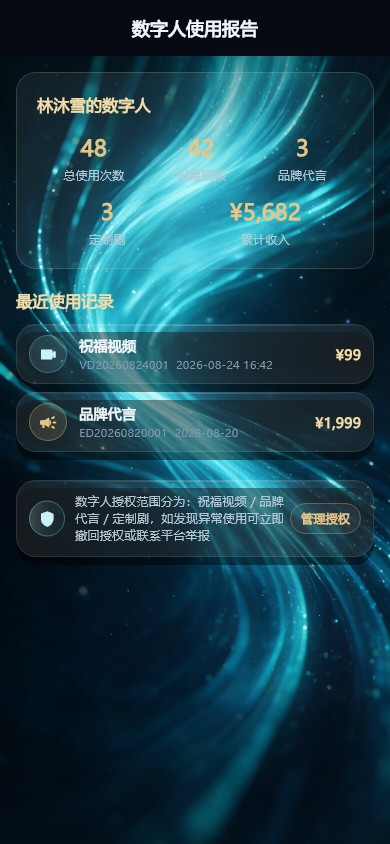 数字人使用报告
林沐雪的数字人
48
42
3
总使用次数
祝福视频
品牌代言
3
¥5,682
定制剧
累计收入
最近使用记录
祝福视频
VD20260824001 2026-08-24 16:42
¥99
品牌代言
ED20260820001 2026-08-20
¥1,999
数字人授权范围分为：祝福视频 / 品牌
代言 / 定制剧，如发现异常使用可立即
撤回授权或联系平台举报
管理授权